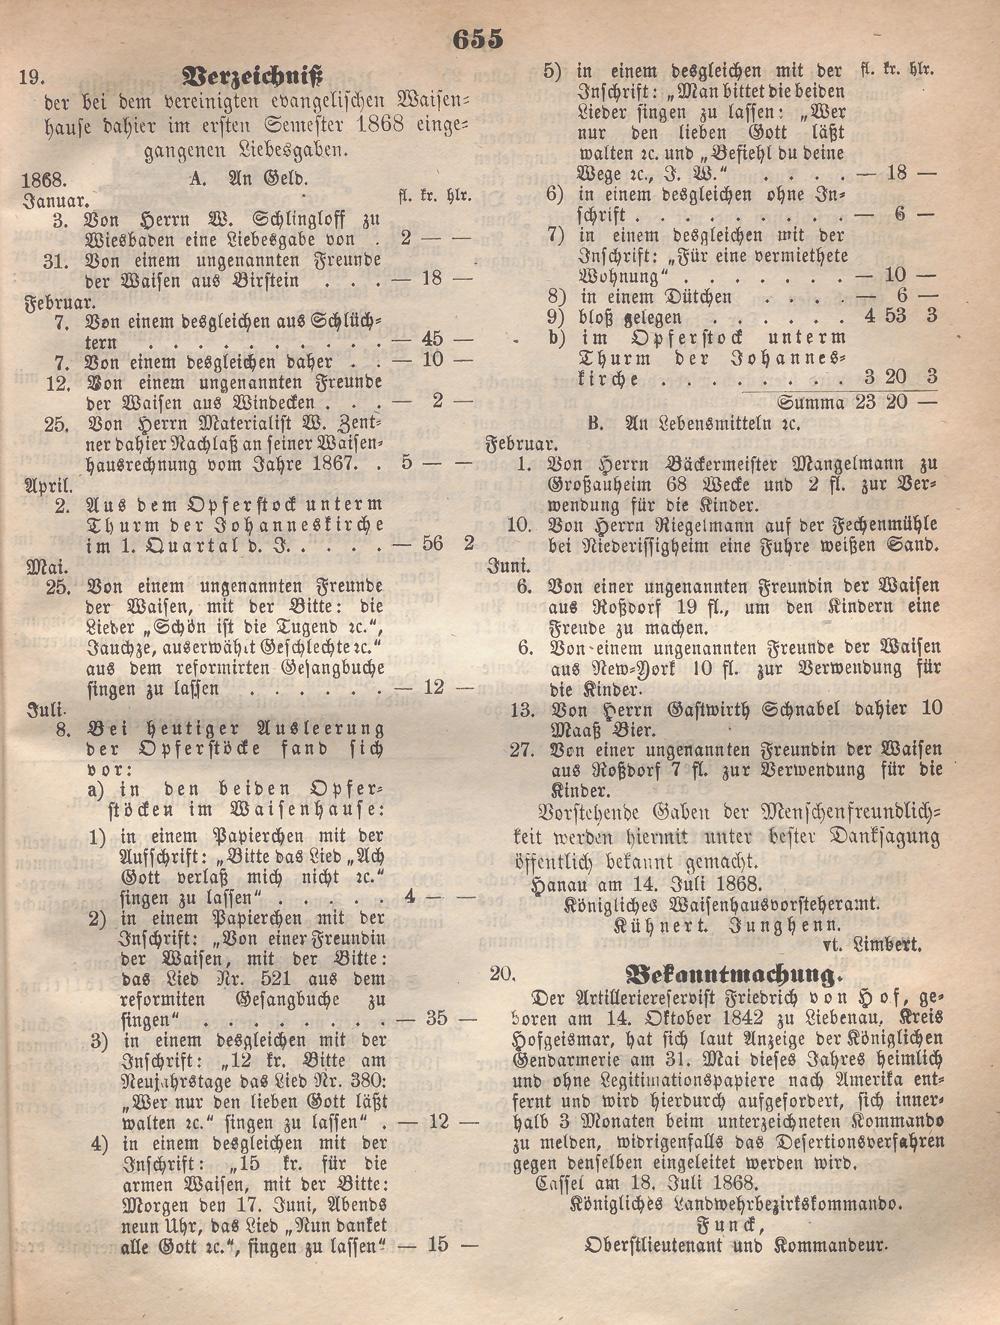 655
19. Verzeichniß
der bei dem vereinigten evangelischen Waisen-
hause dahier im ersten Semester 1868 einge-
gangenen Liebesgaben.
1868. A. An Geld.
Januar. fl. kr. hlr.
3. Von Herrn W. Schlingloff zu
Wiesbaden eine Liebesgabe von . 2 — —
31. Von einem ungenannten Freunde
der Waisen aus Birstein . . . — 18 —
Februar.
7. Von einem desgleichen aus Schlüch-
tern . . . . . . . . . . — 45 —
7. Von einem desgleichen daher . . — 10 —
12. Von einem ungenannten Freunde
der Waisen aus Windecken . . . — 2 —
25. Von Herrn Materialist W. Zent-
ner dahier Nachlaß an seiner Waisen-
hausrechnung vom Jahre 1867. . 5 — —
April.
2. Aus dem Opferstock unterm
Thurm der Johanneskirche
im 1. Quartal d. J. . . . . . — 56 2
Mai.
25. Von einem ungenannten Freunde
der Waisen, mit der Bitte: die
Lieder „Schön ist die Tugend ꝛc.“,
Jauchze, auserwählt Geschlechte ꝛc.“
aus dem reformirten Gesangbuche
singen zu lassen . . . . . . — 12 —
Juli.
8. Bei heutiger Ausleerung
der Opferstöcke fand sich
vor:
a) in den beiden Opfer-
stöcken im Waisenhause:
1) in einem Papierchen mit der
Aufschrift: „Bitte das Lied „Ach
Gott verlaß mich nicht ꝛc.“
singen zu lassen“ . . . . . 4 — —
2) in einem Papierchen mit der
Inschrift: „Von einer Freundin
der Waisen, mit der Bitte:
das Lied Nr. 521 aus dem
reformiten Gesangbuche zu
singen“ . . . . . . . . — 35 —
3) in einem desgleichen mit der
Inschrift: „12 kr. Bitte am
Neujahrstage das Lied Nr. 380:
„Wer nur den lieben Gott läßt
walten ꝛc.“ singen zu lassen“ . — 12 —
4) in einem desgleichen mit der
Inschrift: „15 kr. für die
armen Waisen, mit der Bitte:
Morgen den 17. Juni, Abends
neun Uhr, das Lied „Nun danket
alle Gott ꝛc.“, singen zu lassen“ — 15 —
5) in einem desgleichen mit der fl. kr. hlr.
Inschrift: „Man bittet die beiden
Lieder singen zu lassen: „Wer
nur den lieben Gott läßt
walten ꝛc. und „Befiehl du deine
Wege ꝛc., J. W.“ . . . . — 18 —
6) in einem desgleichen ohne In-
schrift . . . . . . . . . — 6 —
7) in einem desgleichen mit der
Inschrift: „Für eine vermiethete
Wohnung“ . . . . . . . — 10 —
8) in einem Dütchen . . . . — 6 —
9) bloß gelegen . . . . . . 4 53 3
b) im Opferstock unterm
Thurm der Johannes-
kirche . . . . . . . . 3 20 3
Summa 23 20 —
B. An Lebensmitteln ꝛc.
Februar.
1. Von Herrn Bäckermeister Mangelmann zu
Großauheim 68 Wecke und 2 fl. zur Ver-
wendung für die Kinder.
10. Von Herrn Riegelmann auf der Fechenmühle
bei Niederissigheim eine Fuhre weißen Sand.
Juni.
6. Von einer ungenannten Freundin der Waisen
aus Roßdorf 19 fl., um den Kindern eine
Freude zu machen.
6. Von einem ungenannten Freunde der Waisen
aus New-York 10 fl. zur Verwendung für
die Kinder.
13. Von Herrn Gastwirth Schnabel dahier 10
Maaß Bier.
27. Von einer ungenannten Freundin der Waisen
aus Roßdorf 7 fl. zur Verwendung für die
Kinder.
Vorstehende Gaben der Menschenfreundlich-
keit werden hiermit unter bester Danksagung
öffentlich bekannt gemacht.
Hanau am 14. Juli 1868.
Königliches Waisenhausvorsteheramt.
Kühnert. Junghenn.
vt. Limbert.
20. Bekanntmachung.
Der Artilleriereservist Friedrich von Hof, ge-
boren am 14. Oktober 1842 zu Liebenau, Kreis
Hofgeismar, hat sich laut Anzeige der Königlichen
Gendarmerie am 31. Mai dieses Jahres heimlich
und ohne Legitimationspapiere nach Amerika ent-
fernt und wird hierdurch aufgefordert, sich inner-
halb 3 Monaten beim unterzeichneten Kommando
zu melden, widrigenfalls das Desertionsverfahren
gegen denselben eingeleitet werden wird.
Cassel am 18. Juli 1868.
Königliches Landwehrbezirkskommando.
Funck,
Oberstlieutenant und Kommandeur.